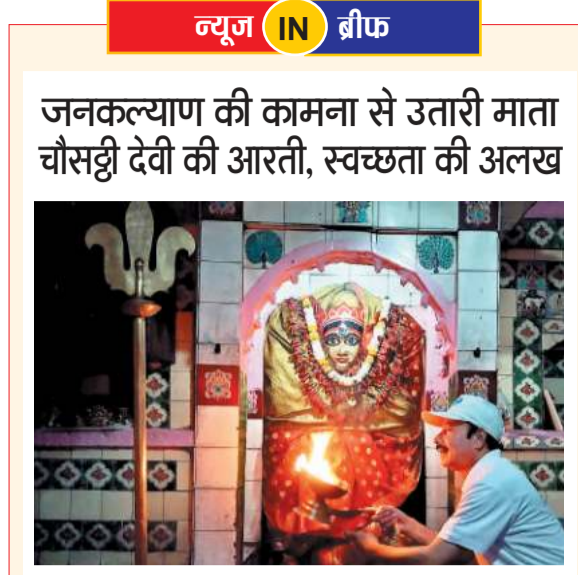 न्यूज IN ब्रीफ
जनकल्याण की कामना से उतारी माता
चौसठ्ठी देवी की आरती, स्वच्छता की अलख